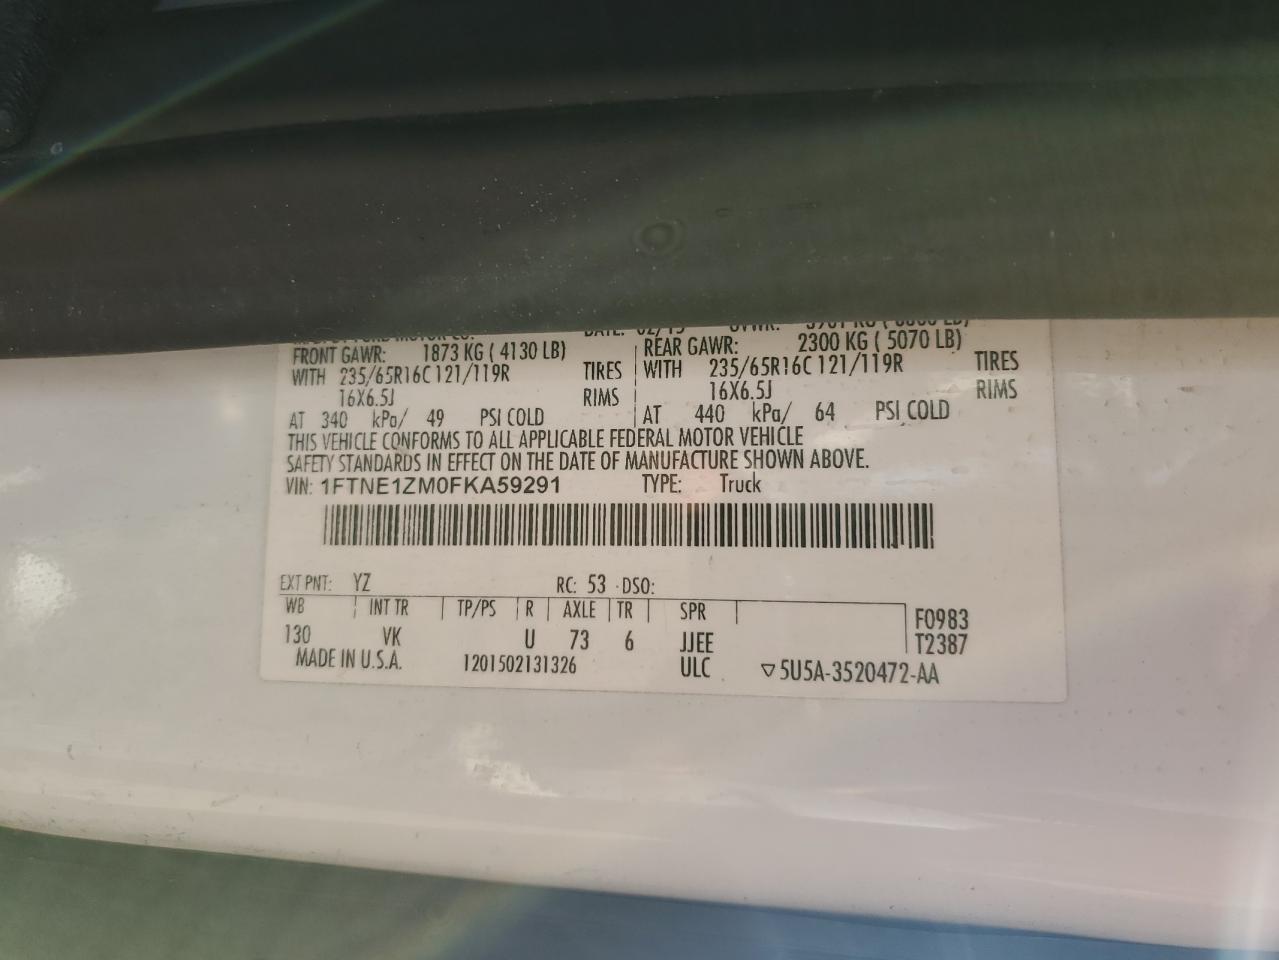 DATE: 02/15 GVWR:
FRONT GAWR: 1873 KG ( 4130 LB) REAR GAWR: 2300 KG ( 5070 LB)
WITH 235/65R16C 121/119R TIRES WITH 235/65R16C 121/119R TIRES
16X6.5J RIMS 16X6.5J RIMS
AT 340 kPa/ 49 PSI COLD AT 440 kPa/ 64 PSI COLD
THIS VEHICLE CONFORMS TO ALL APPLICABLE FEDERAL MOTOR VEHICLE
SAFETY STANDARDS IN EFFECT ON THE DATE OF MANUFACTURE SHOWN ABOVE.
VIN: 1FTNE1ZM0FKA59291 TYPE: Truck
EXT PNT: YZ RC: 53 DSO:
WB INT TR TP/PS R AXLE TR SPR F0983
130 VK U 73 6 JJEE T2387
MADE IN U.S.A. 1201502131326 ULC ▽5U5A-3520472-AA